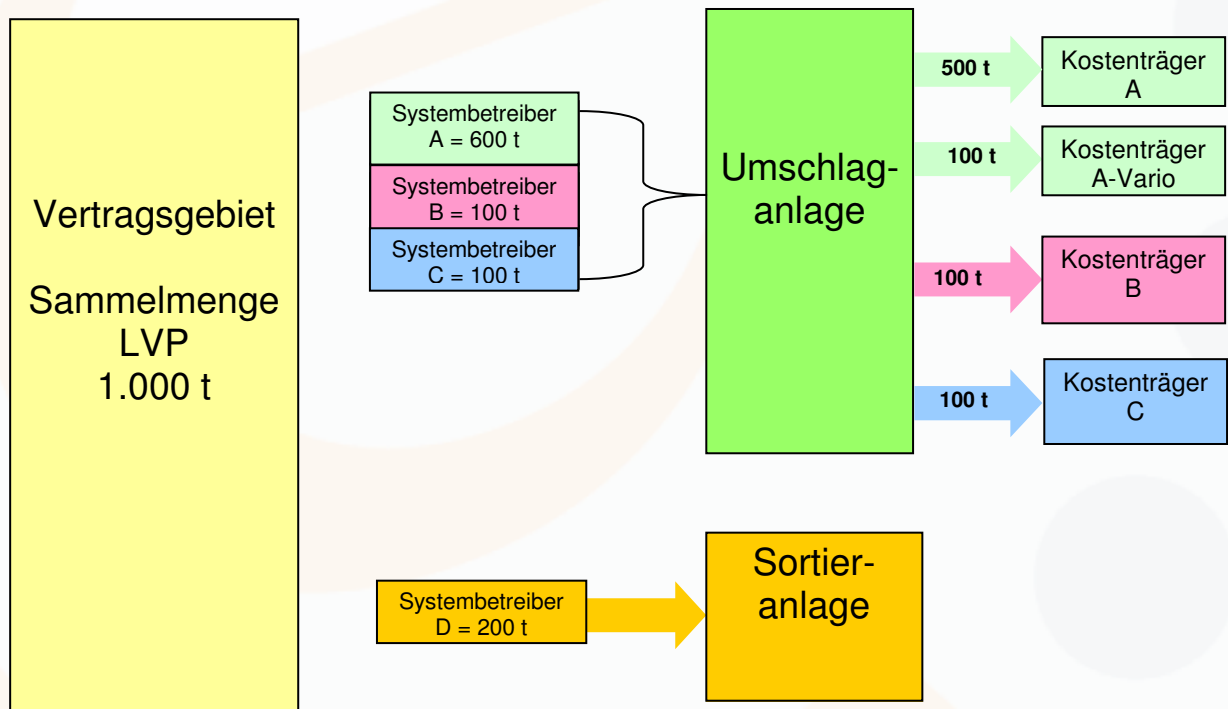 Vertragsgebiet
Sammelmenge
LVP
1.000 t
Systembetreiber
A = 600 t
Systembetreiber
B = 100 t
Systembetreiber
C = 100 t
Umschlag-
anlage
500 t
Kostenträger
A
100 t
Kostenträger
A-Vario
100 t
Kostenträger
B
100 t
Kostenträger
C
Systembetreiber
D = 200 t
Sortier-
anlage